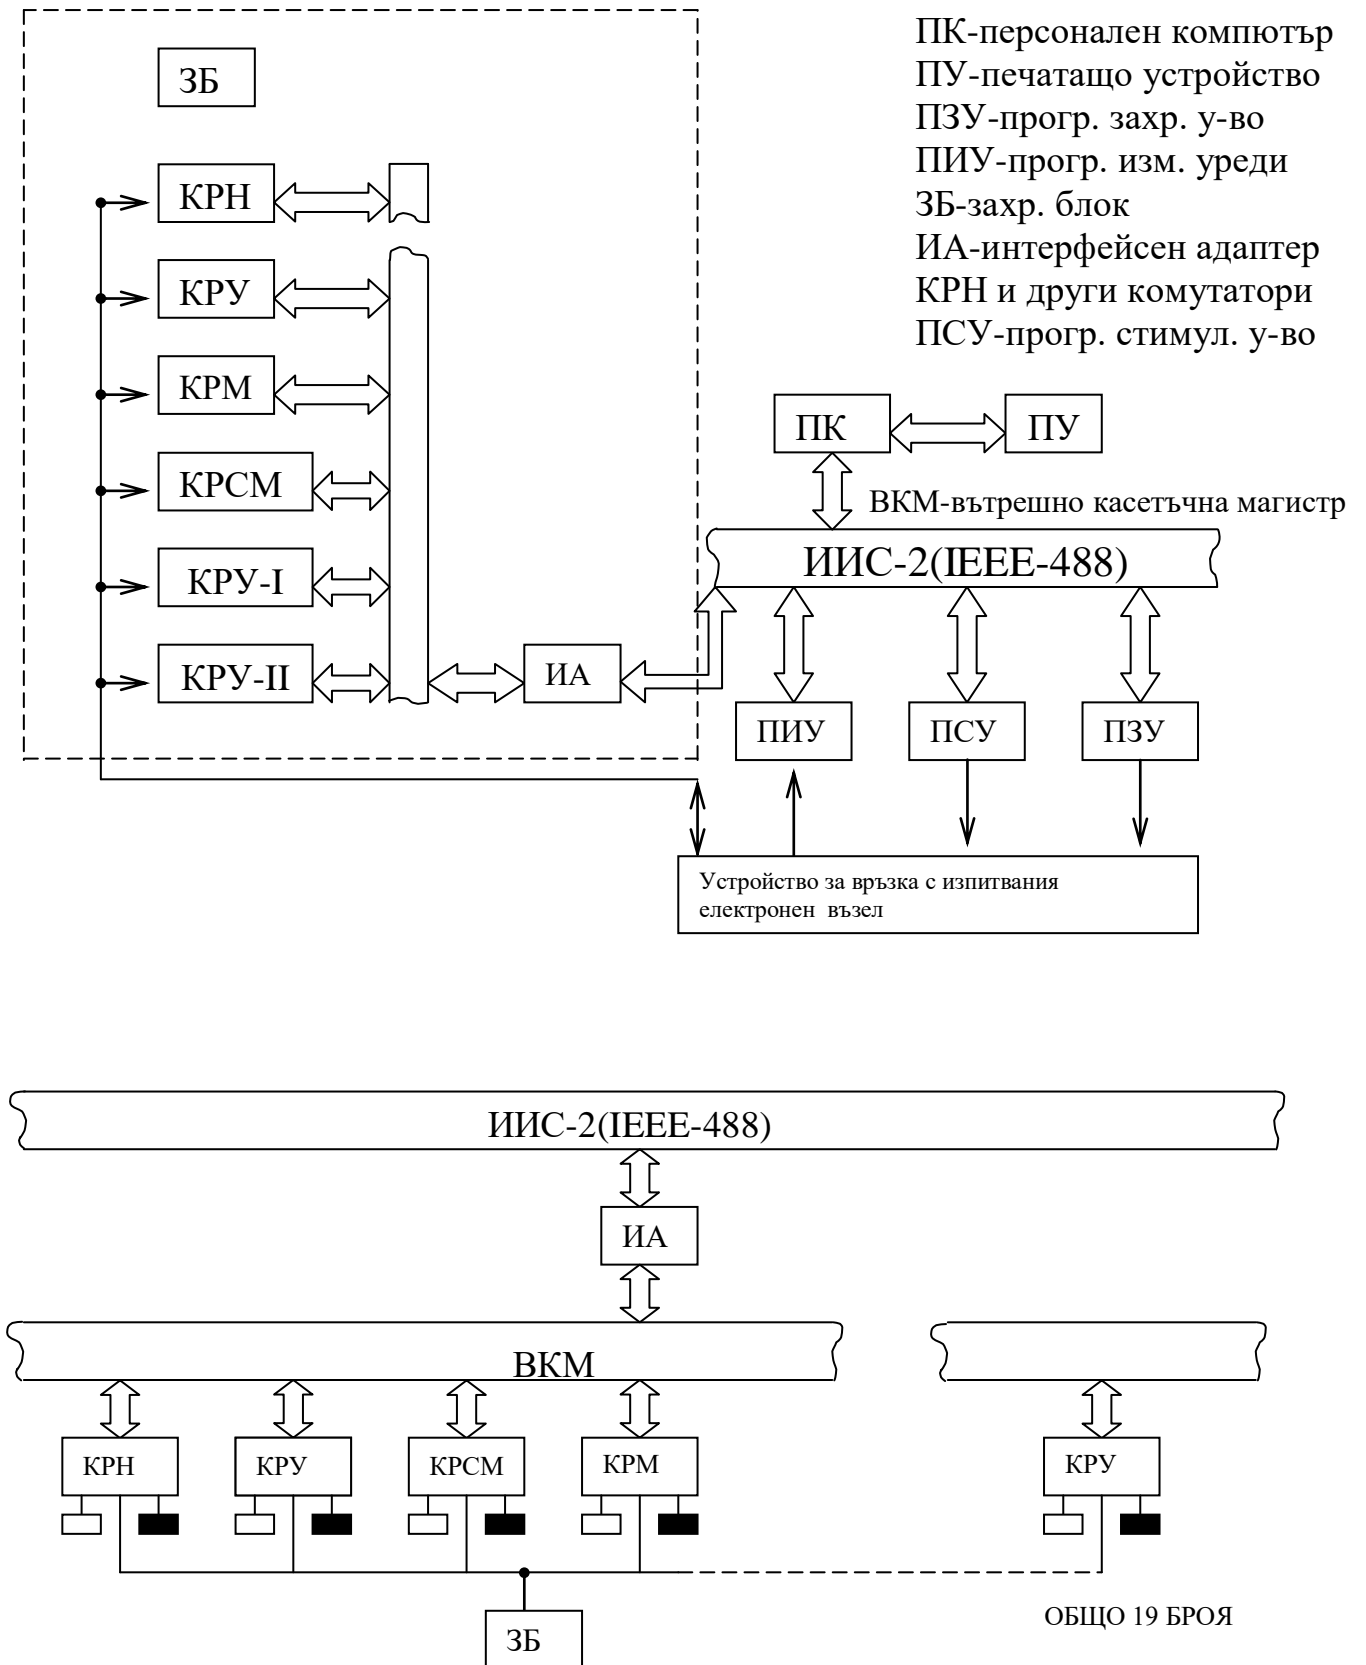 ПК-персонален компютър
ПУ-печатащо устройство
ПЗУ-прогр. захр. у-во
ПИУ-прогр. изм. уреди
ЗБ-захр. блок
ИА-интерфейсен адаптер
КРН и други комутатори
ПСУ-прогр. стимул. у-во
ЗБ
КРН
КРУ
КРМ
КРСМ
КРУ-I
КРУ-II
ИА
ПК
ПУ
ВКМ-вътрешно касетъчна магистр
ИИС-2(IEEE-488)
ПИУ
ПСУ
ПЗУ
Устройство за връзка с изпитвания
електронен възел
ИИС-2(IEEE-488)
ИА
ВКМ
КРН
КРУ
КРСМ
КРМ
КРУ
ОБЩО 19 БРОЯ
ЗБ